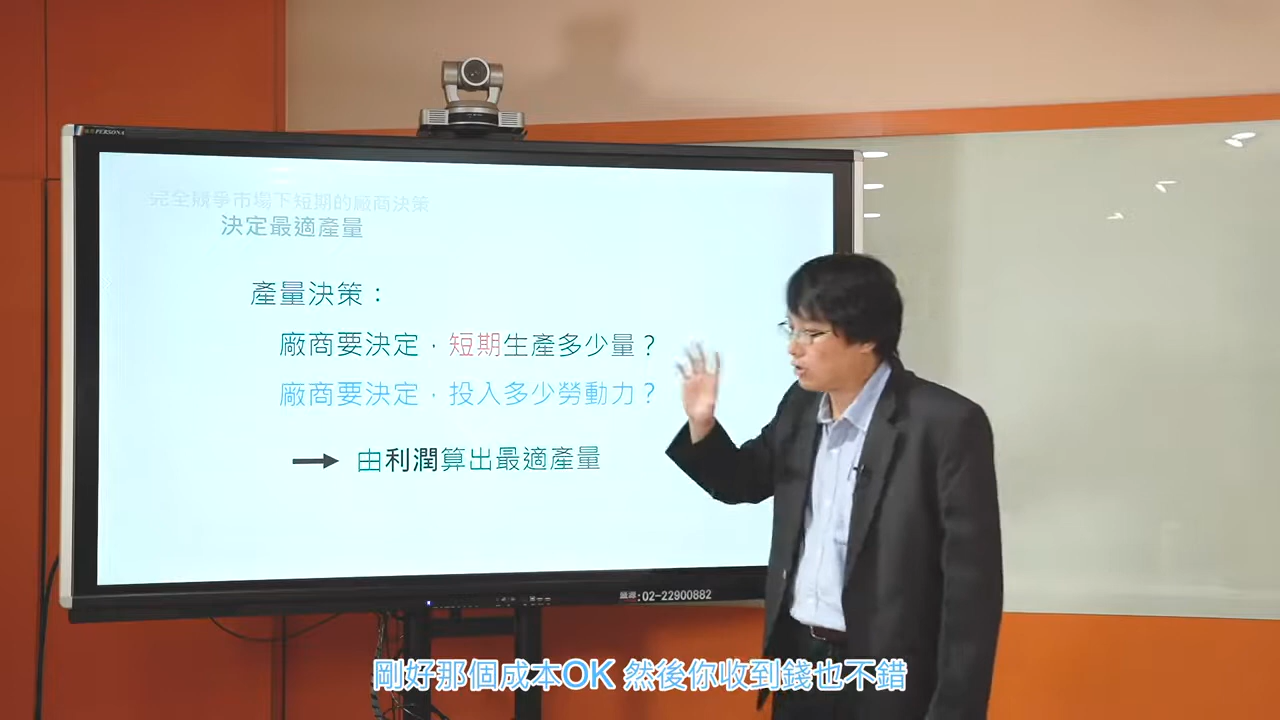 PERSONA
完全競爭市場下短期的廠商決策
決定最適產量
產量決策：
廠商要決定，短期生產多少量？
廠商要決定，投入多少勞動力？
由利潤算出最適產量
:02-22900882
剛好那個成本OK 然後你收到錢也不錯